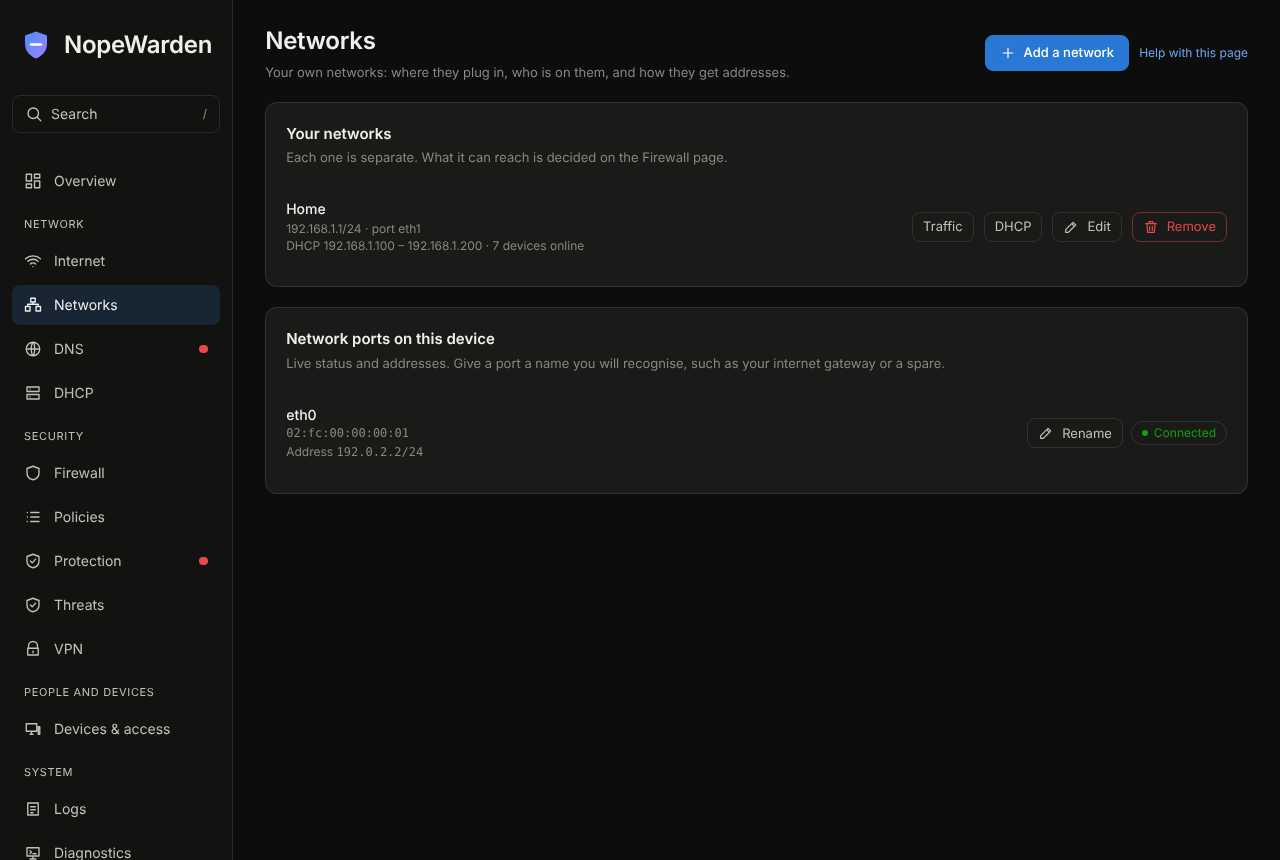 NopeWarden
Search /
Overview
NETWORK
Internet
Networks
DNS
DHCP
SECURITY
Firewall
Policies
Protection
Threats
VPN
PEOPLE AND DEVICES
Devices & access
SYSTEM
Logs
Diagnostics
Networks
Your own networks: where they plug in, who is on them, and how they get addresses.
Add a network
Help with this page
Your networks
Each one is separate. What it can reach is decided on the Firewall page.
Home
192.168.1.1/24 · port eth1
DHCP 192.168.1.100 – 192.168.1.200 · 7 devices online
Traffic
DHCP
Edit
Remove
Network ports on this device
Live status and addresses. Give a port a name you will recognise, such as your internet gateway or a spare.
eth0
02:fc:00:00:00:01
Address 192.0.2.2/24
Rename
Connected